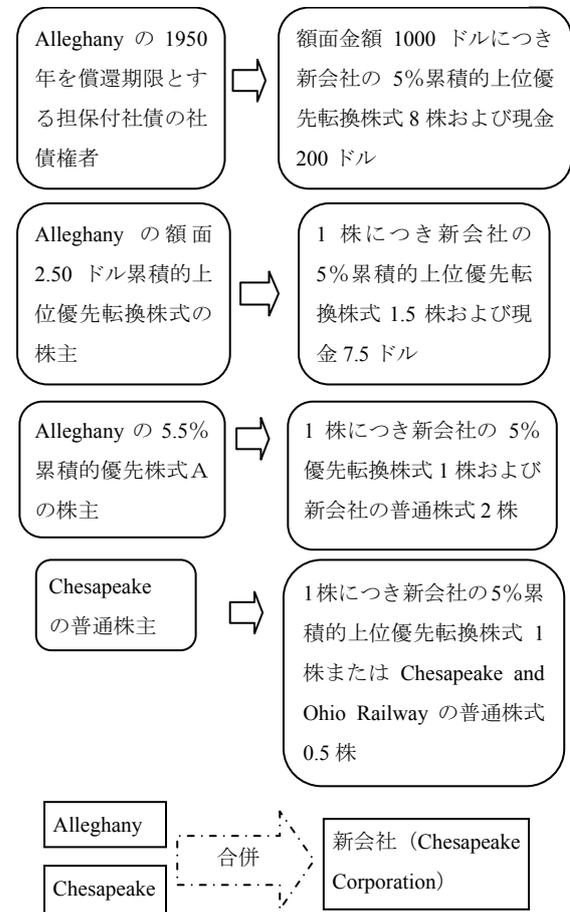 Alleghany の 1950
年を償還期限とす
る担保付社債の社
債権者
額面金額 1000 ドルにつき
新会社の 5%累積的上位優
先転換株式 8 株および現金
200 ドル
Alleghany の額面
2.50 ドル累積的上
位優先転換株式の
株主
1 株につき新会社の
5%累積的上位優先転
換株式 1.5 株および現
金 7.5 ドル
Alleghany の 5.5%
累積的優先株式A
の株主
1 株につき新会社の 5%
優先転換株式 1 株および
新会社の普通株式 2 株
Chesapeake
の普通株主
1株につき新会社の5%累
積的上位優先転換株式 1
株または Chesapeake and
Ohio Railway の普通株式
0.5 株
Alleghany
Chesapeake
合併
新会社（Chesapeake
Corporation）